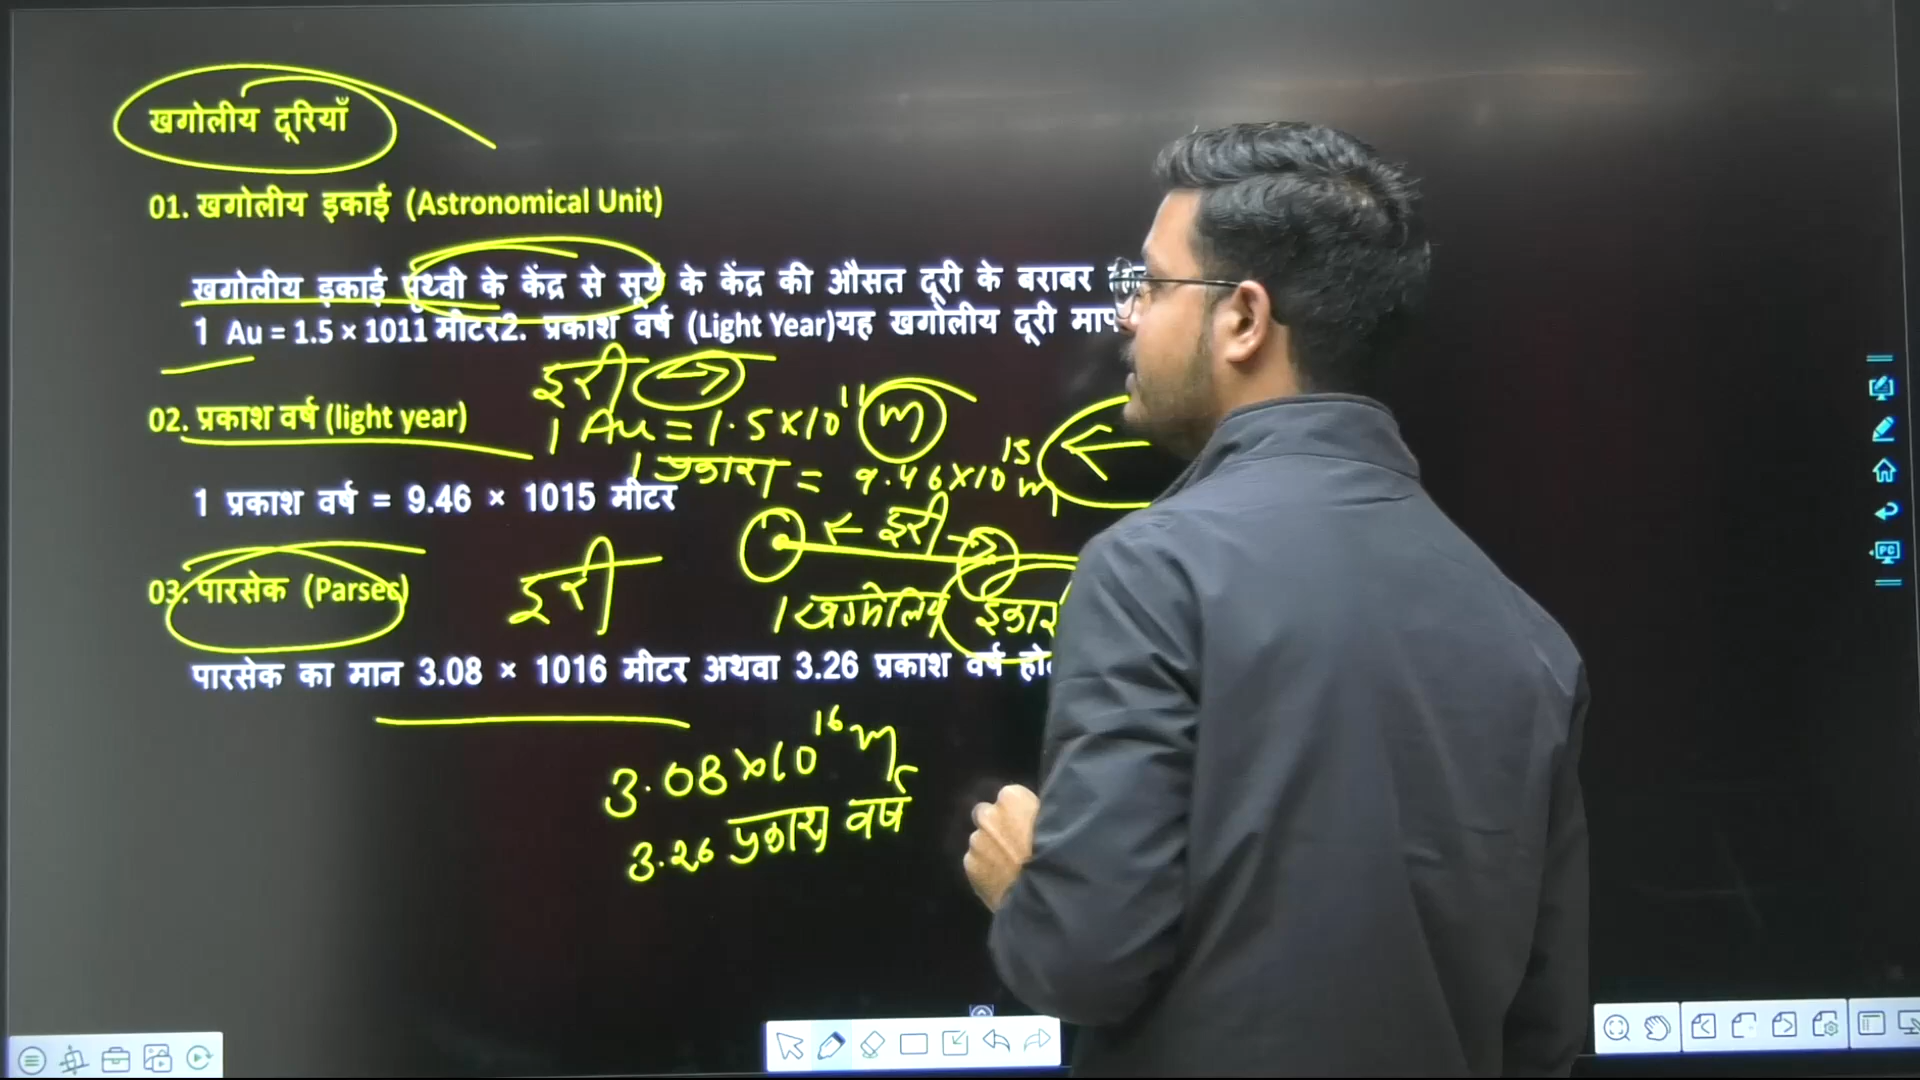 खगोलीय दूरियाँ
01. खगोलीय इकाई (Astronomical Unit)
खगोलीय इकाई पृथ्वी के केंद्र से सूर्य के केंद्र की औसत दूरी के बराबर
1 Au = 1.5 × 1011 मीटर2. प्रकाश वर्ष (Light Year)यह खगोलीय दूरी
दूरी
1 Au = 1.5×10¹¹ m
02. प्रकाश वर्ष (light year)
1 प्रकाश = 9.46×10¹⁵ m
1 प्रकाश वर्ष = 9.46 × 1015 मीटर
दूरी
03. पारसेक (Parsec)
दूरी
1 खगोलिय
पारसेक का मान 3.08 × 1016 मीटर अथवा 3.26 प्रकाश वर्ष
3.08×10¹⁶ m
3.26 प्रकाश वर्ष
PC